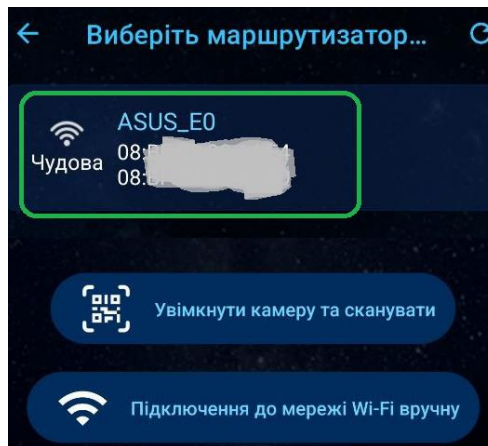 Виберіть маршрутизатор...
ASUS_E0
Чудова
08:
08:
Увімкнути камеру та сканувати
Підключення до мережі Wi-Fi вручну